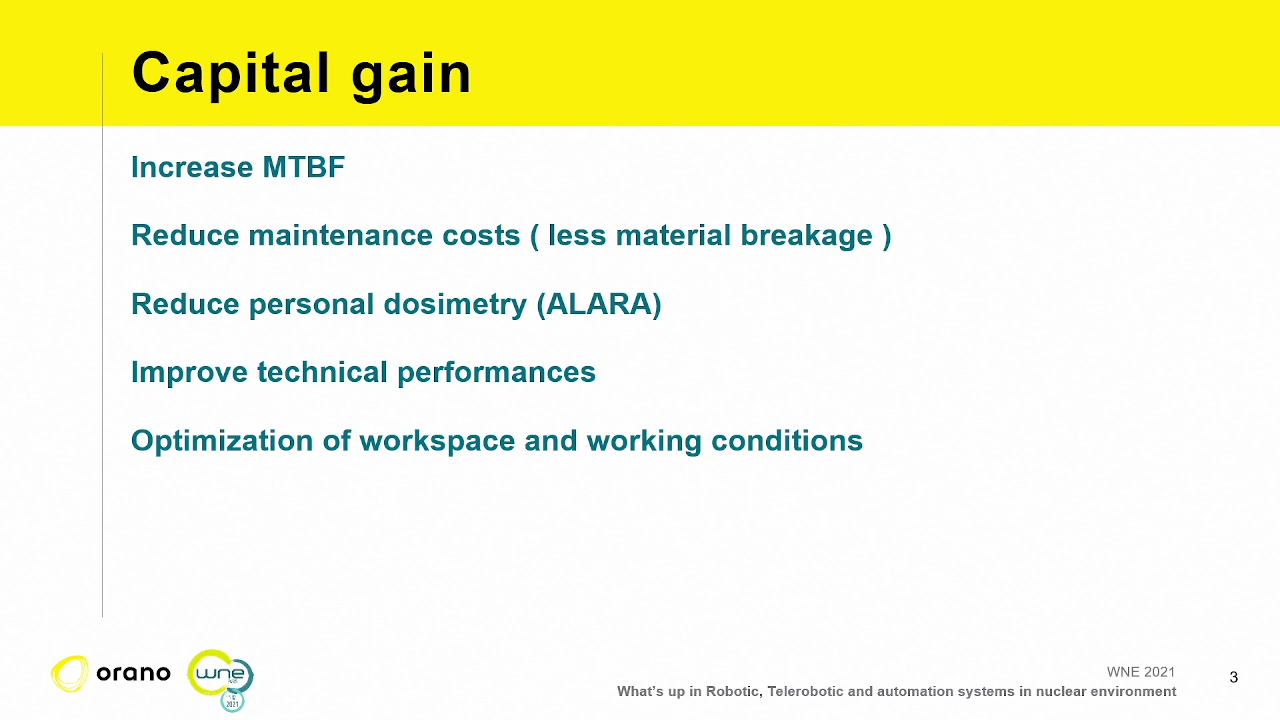 Capital gain
Increase MTBF
Reduce maintenance costs ( less material breakage )
Reduce personal dosimetry (ALARA)
Improve technical performances
Optimization of workspace and working conditions
orano
wne
2021
WNE 2021
What's up in Robotic, Telerobotic and automation systems in nuclear environment
3